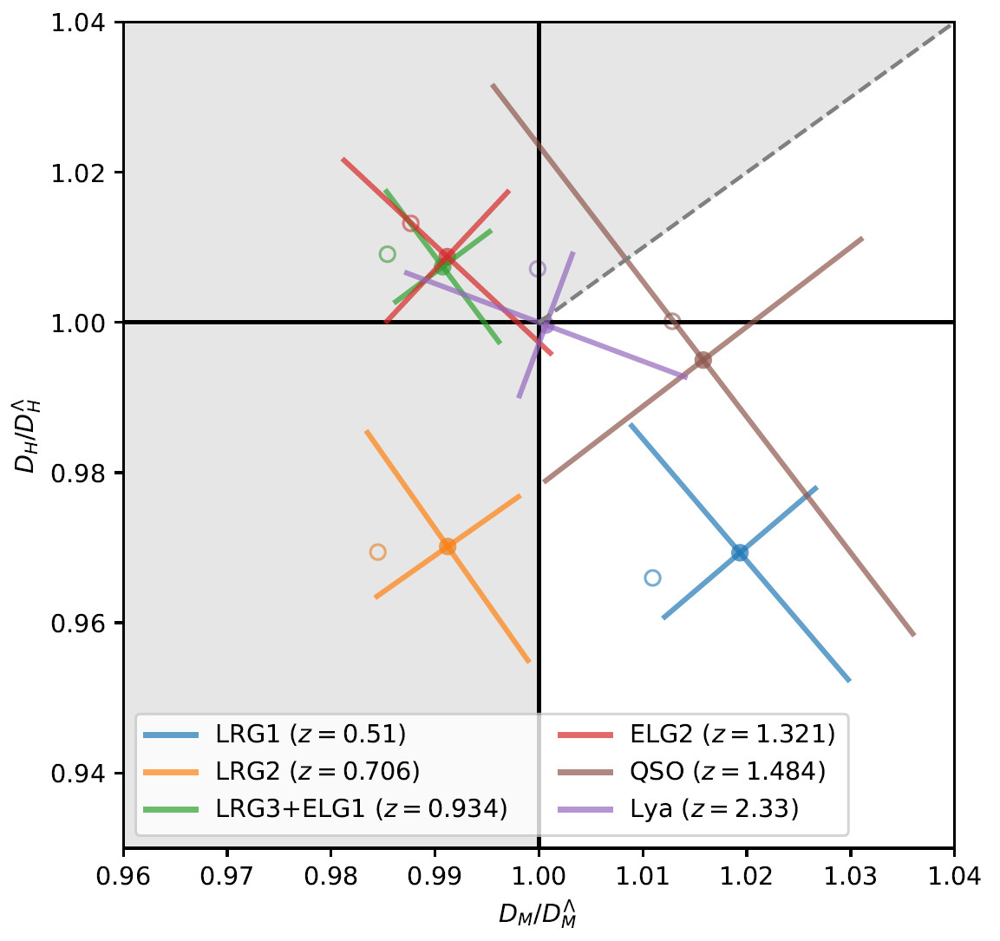 1.04
1.02
1.00
0.98
0.96
0.94
D_H/D_H^Λ
LRG1 (z = 0.51)
LRG2 (z = 0.706)
LRG3+ELG1 (z = 0.934)
ELG2 (z = 1.321)
QSO (z = 1.484)
Lya (z = 2.33)
0.96 0.97 0.98 0.99 1.00 1.01 1.02 1.03 1.04
D_M/D_M^Λ